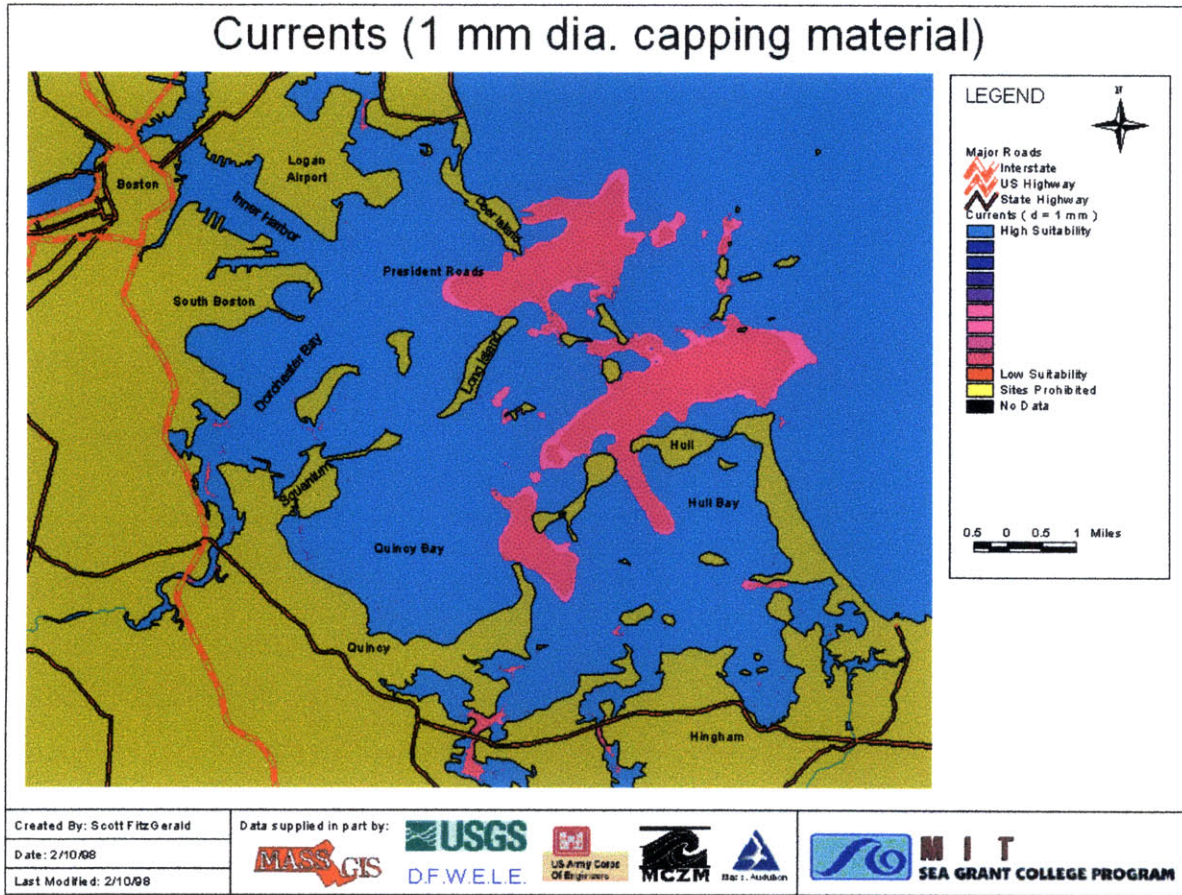 Currents (1 mm dia. capping material)
Boston
Logan
Airport
Inner Harbor
Deer Island
President Roads
South Boston
Dorchester Bay
Long Island
Squantum
Hull
Hull Bay
Quincy Bay
Quincy
Hingham
LEGEND
N
Major Roads
Interstate
US Highway
State Highway
Currents ( d = 1 mm )
High Suitability
Low Suitability
Sites Prohibited
No Data
0.5 0 0.5 1 Miles
Created By: Scott FitzGerald
Date: 2/10/98
Last Modified: 2/10/98
Data supplied in part by:
MASS GIS
USGS
D.F.W.E.L.E.
US Army Corps
Of Engineers
MCZM
Mass. Audubon
MIT
SEA GRANT COLLEGE PROGRAM